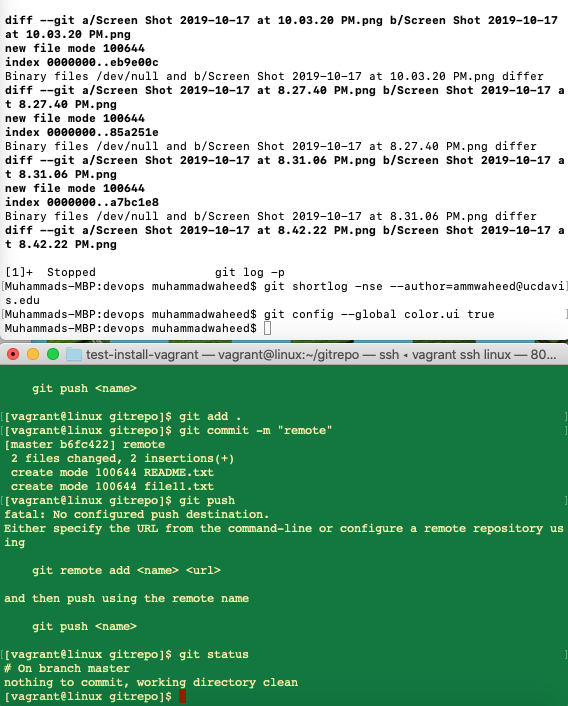 diff --git a/Screen Shot 2019-10-17 at 10.03.20 PM.png b/Screen Shot 2019-10-17
at 10.03.20 PM.png
new file mode 100644
index 0000000..eb9e00c
Binary files /dev/null and b/Screen Shot 2019-10-17 at 10.03.20 PM.png differ
diff --git a/Screen Shot 2019-10-17 at 8.27.40 PM.png b/Screen Shot 2019-10-17 a
t 8.27.40 PM.png
new file mode 100644
index 0000000..85a251e
Binary files /dev/null and b/Screen Shot 2019-10-17 at 8.27.40 PM.png differ
diff --git a/Screen Shot 2019-10-17 at 8.31.06 PM.png b/Screen Shot 2019-10-17 a
t 8.31.06 PM.png
new file mode 100644
index 0000000..a7bc1e8
Binary files /dev/null and b/Screen Shot 2019-10-17 at 8.31.06 PM.png differ
diff --git a/Screen Shot 2019-10-17 at 8.42.22 PM.png b/Screen Shot 2019-10-17 a
t 8.42.22 PM.png
[1]+  Stopped                 git log -p
[Muhammads-MBP:devops muhammadwaheed$ git shortlog -nse --author=ammwaheed@ucdavi]
s.edu
[Muhammads-MBP:devops muhammadwaheed$ git config --global color.ui true ]
Muhammads-MBP:devops muhammadwaheed$
test-install-vagrant — vagrant@linux:~/gitrepo — ssh ◂ vagrant ssh linux — 80...
    git push <name>
[[vagrant@linux gitrepo]$ git add . ]
[[vagrant@linux gitrepo]$ git commit -m "remote" ]
[master b6fc422] remote
 2 files changed, 2 insertions(+)
 create mode 100644 README.txt
 create mode 100644 file11.txt
[[vagrant@linux gitrepo]$ git push ]
fatal: No configured push destination.
Either specify the URL from the command-line or configure a remote repository us
ing
    git remote add <name> <url>
and then push using the remote name
    git push <name>
[[vagrant@linux gitrepo]$ git status ]
# On branch master
nothing to commit, working directory clean
[vagrant@linux gitrepo]$